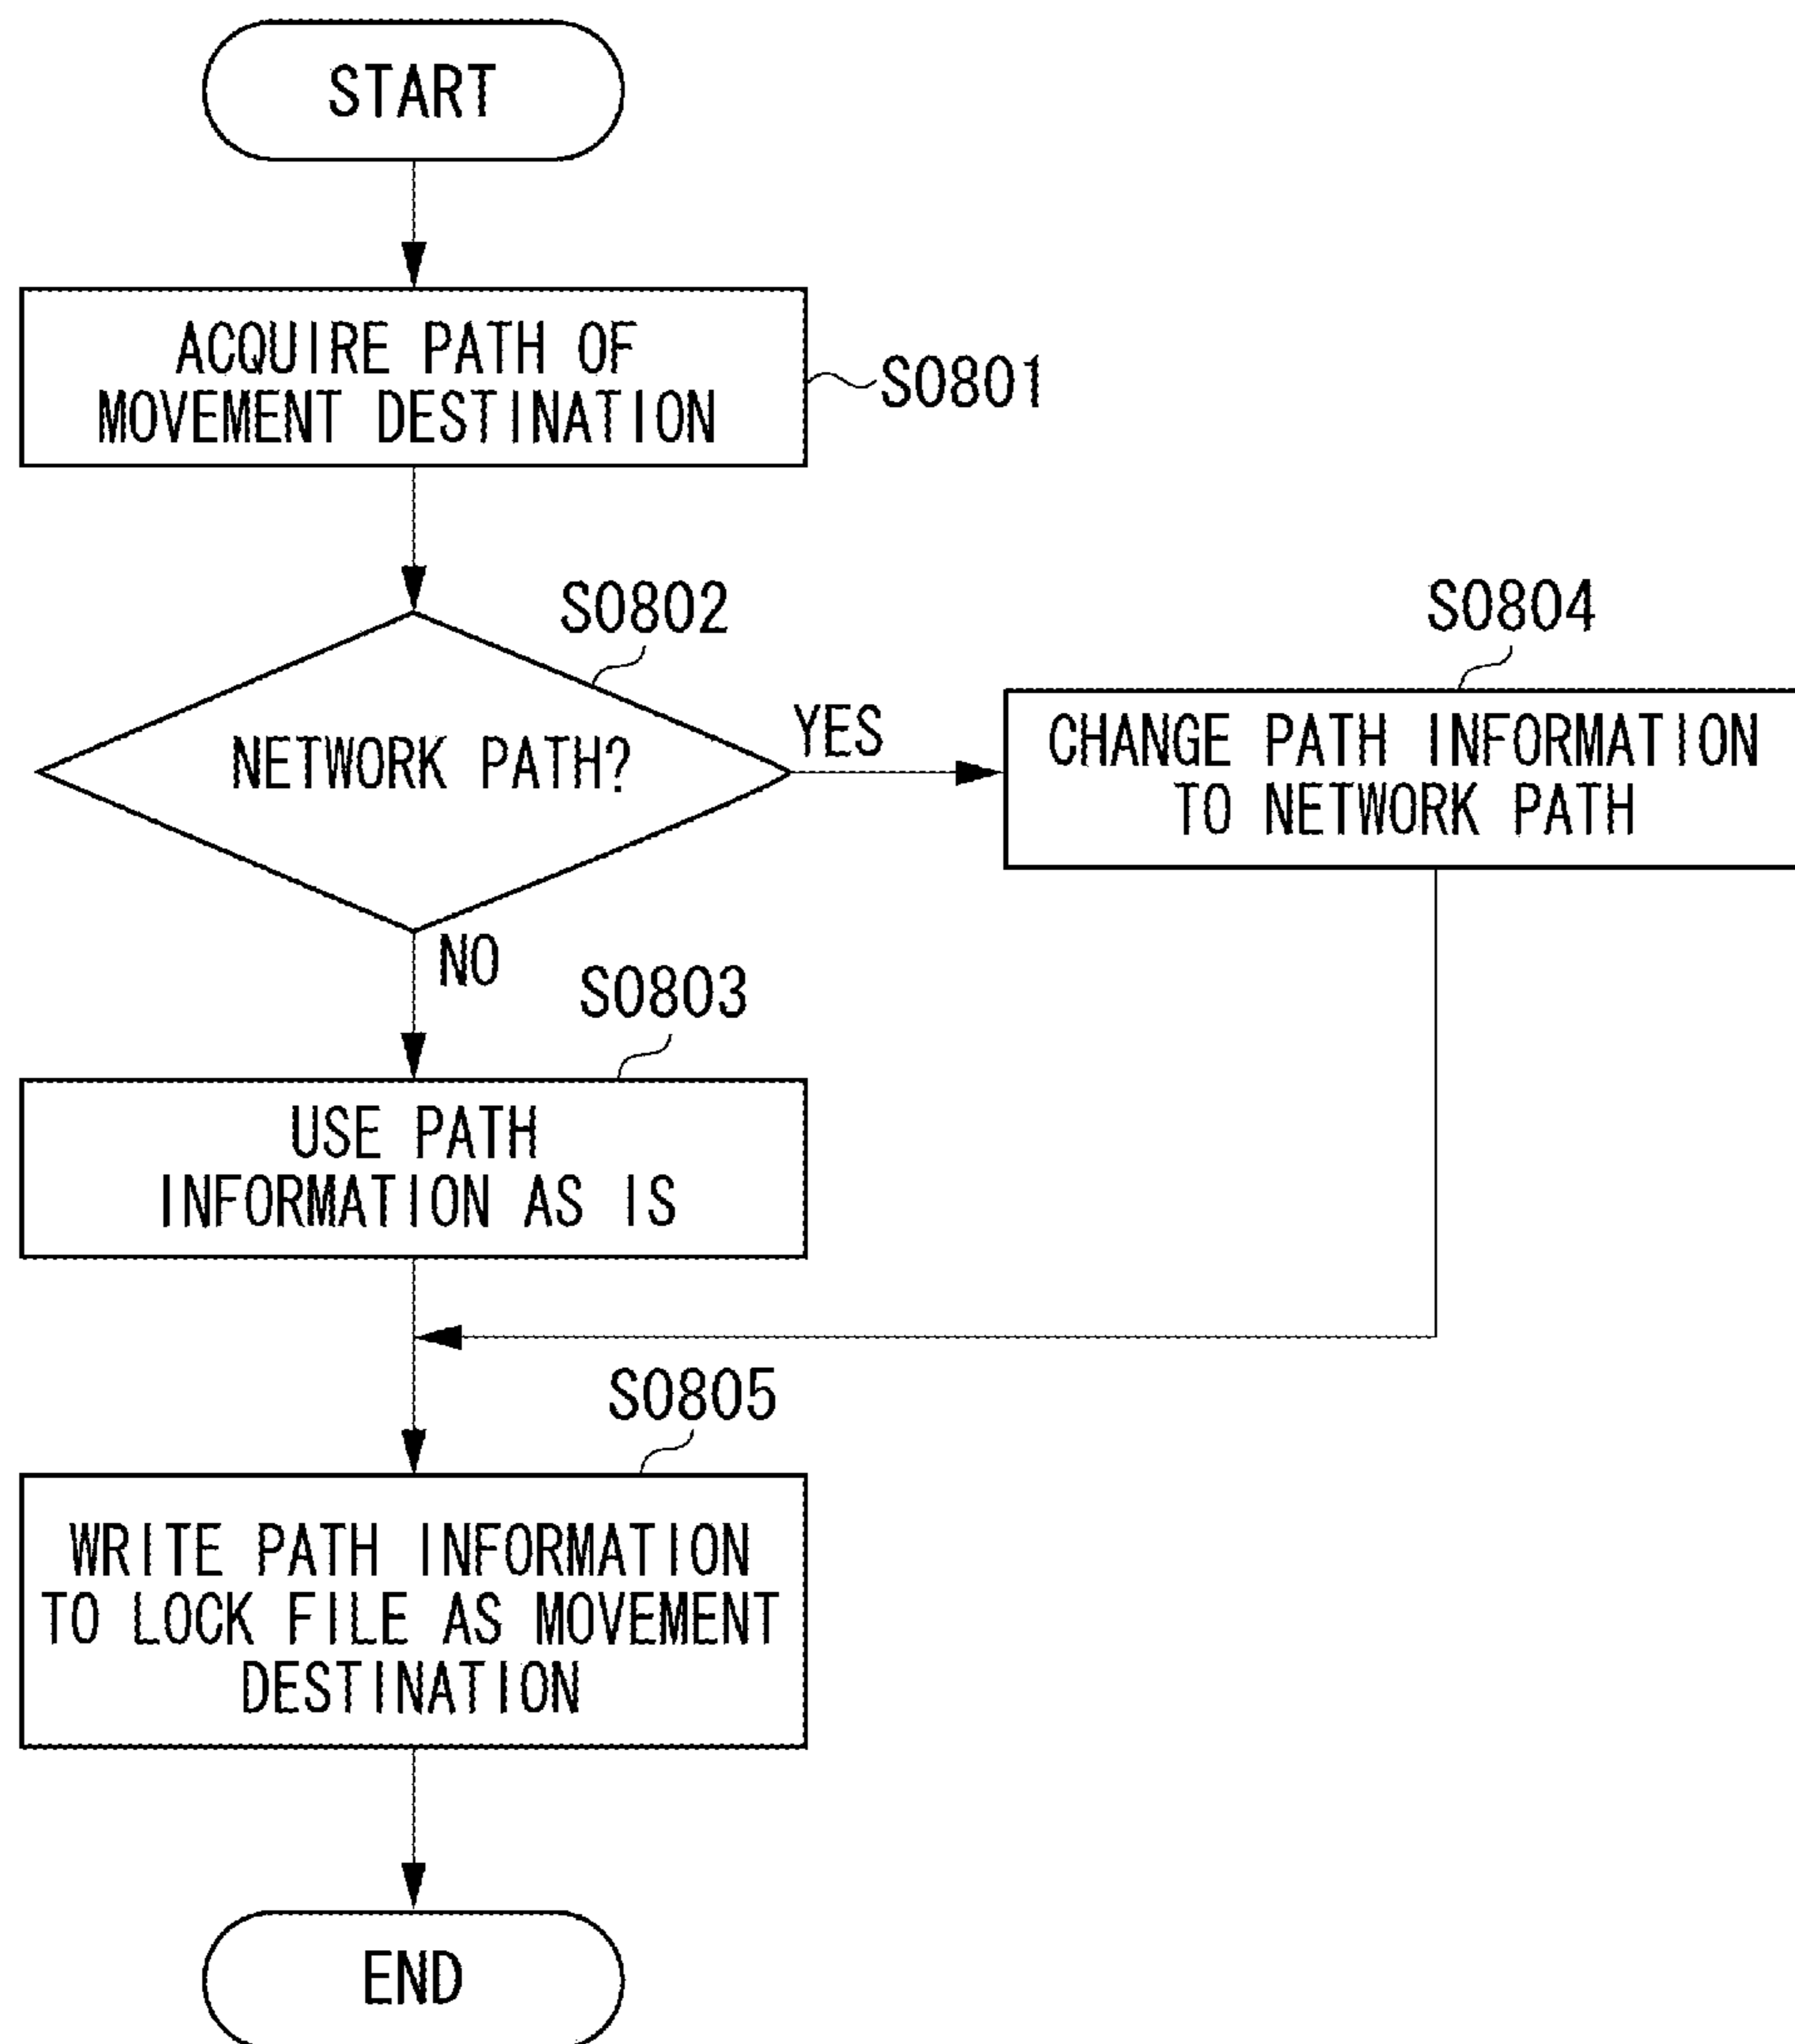 START
ACQUIRE PATH OF
MOVEMENT DESTINATION
S0801
S0802
NETWORK PATH?
YES
S0804
CHANGE PATH INFORMATION
TO NETWORK PATH
NO
S0803
USE PATH
INFORMATION AS IS
S0805
WRITE PATH INFORMATION
TO LOCK FILE AS MOVEMENT
DESTINATION
END